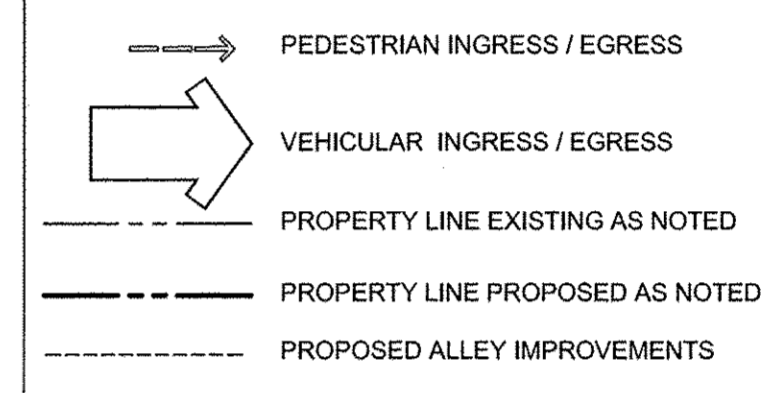 PEDESTRIAN INGRESS / EGRESS
VEHICULAR INGRESS / EGRESS
PROPERTY LINE EXISTING AS NOTED
PROPERTY LINE PROPOSED AS NOTED
PROPOSED ALLEY IMPROVEMENTS